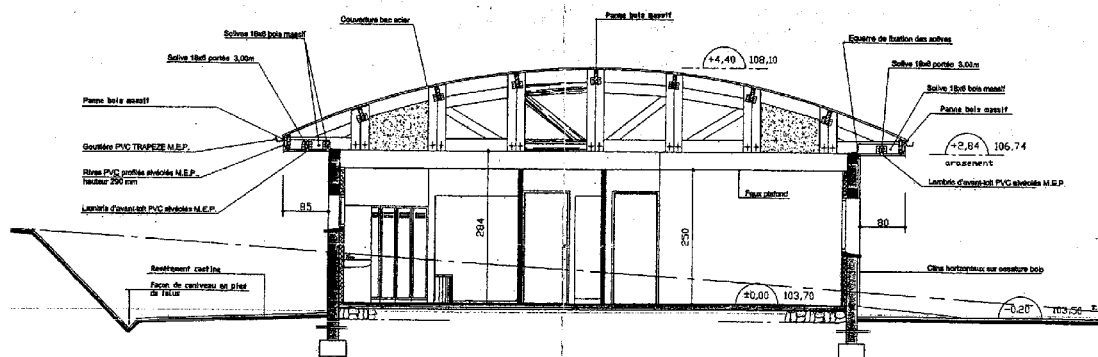 Couverture bac acier
Panne bois massif
Solives 18x6 bois massif
Equerre de fixation des solives
Solive 18x6 portée 3,00m
+4,40 108,10
Solive 18x6 portée 3,00m
Solive 18x6 bois massif
Panne bois massif
Panne bois massif
Gouttière PVC TRAPEZE M.E.P.
+2,84 106,74
arasement
Rives PVC profilés alvéolés M.E.P.
hauteur 290 mm
Lambris d'avant-toit PVC alvéolés M.E.P.
Faux plafond
Lambris d'avant-toit PVC alvéolés M.E.P.
85
284
250
80
Revêtement
Façon de caniveau en pied
de talus
Clins horizontaux sur ossature bois
±0,00 103,70
-0.20 103,50